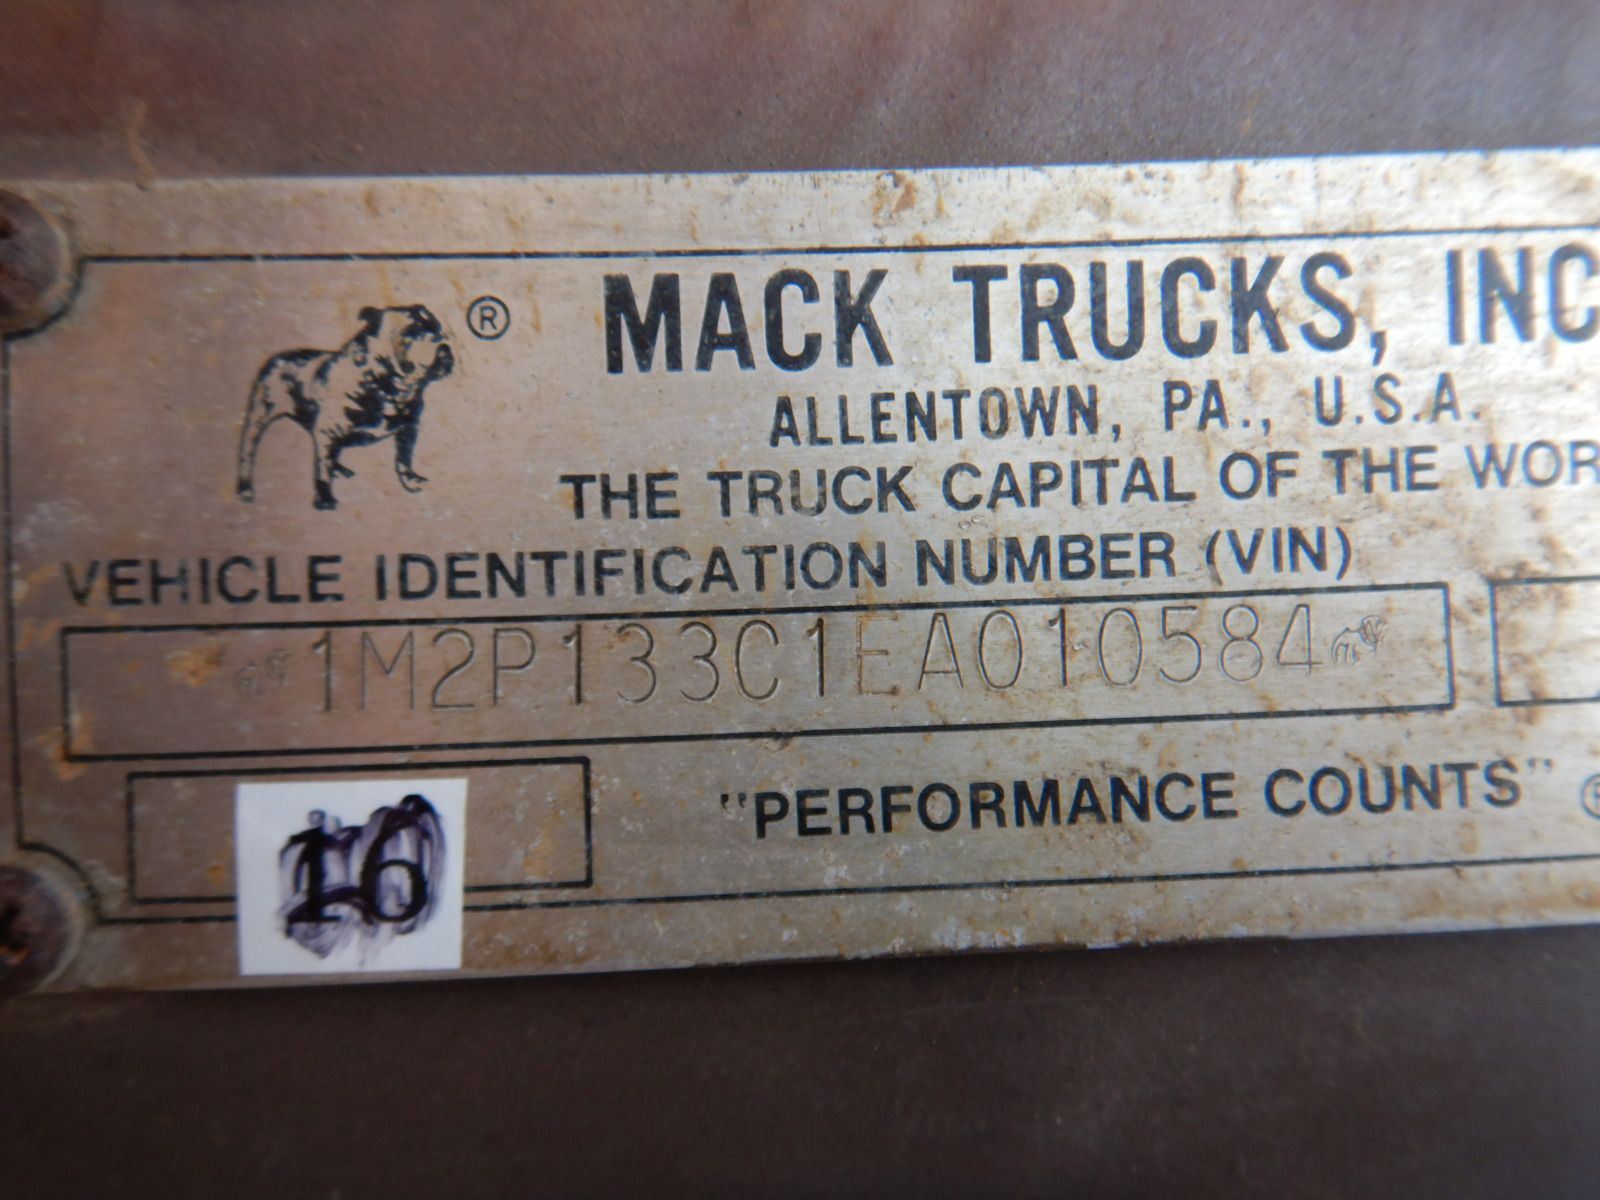 ®
MACK TRUCKS, INC
ALLENTOWN, PA., U.S.A.
THE TRUCK CAPITAL OF THE WOR
VEHICLE IDENTIFICATION NUMBER (VIN)
1M2P133C1EA010584
16
"PERFORMANCE COUNTS" ®